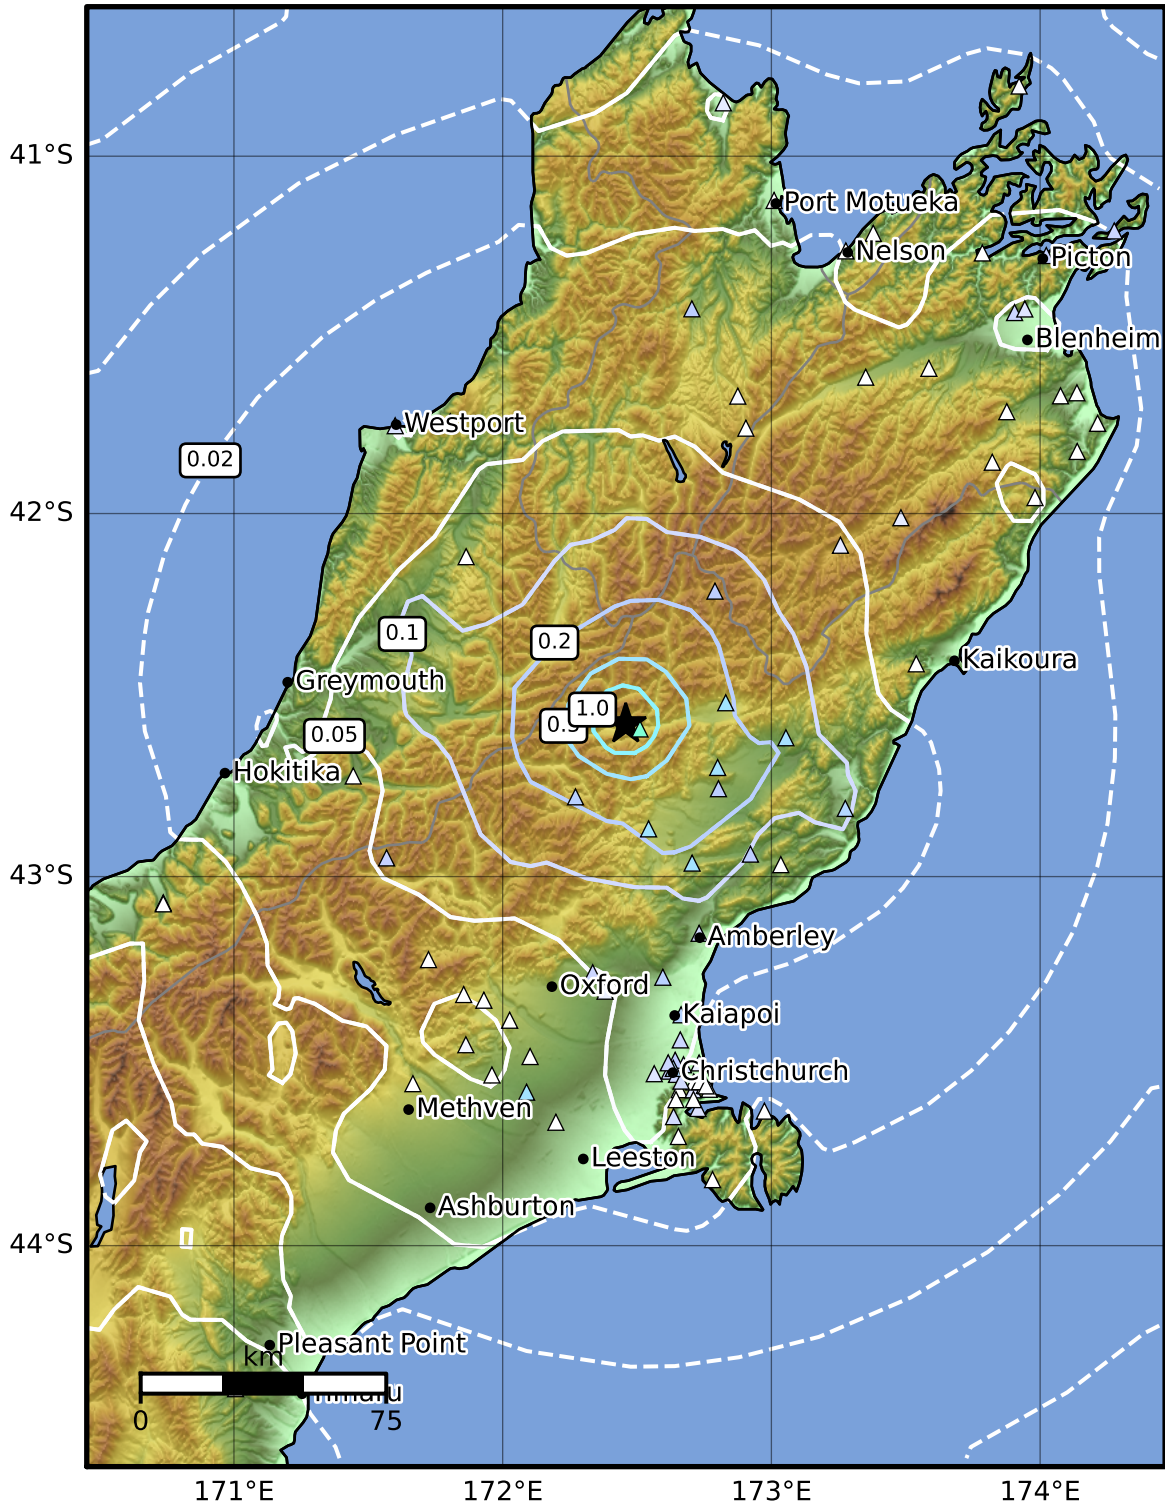 41°S
42°S
43°S
44°S
Port Motueka
Nelson
Picton
Blenheim
Westport
0.02
0.1
0.2
Kaikoura
Greymouth
1.0
0.05
Hokitika
Amberley
Oxford
Kaiapoi
Christchurch
Methven
Leeston
Ashburton
Pleasant Point
km
0
75
171°E
172°E
173°E
174°E